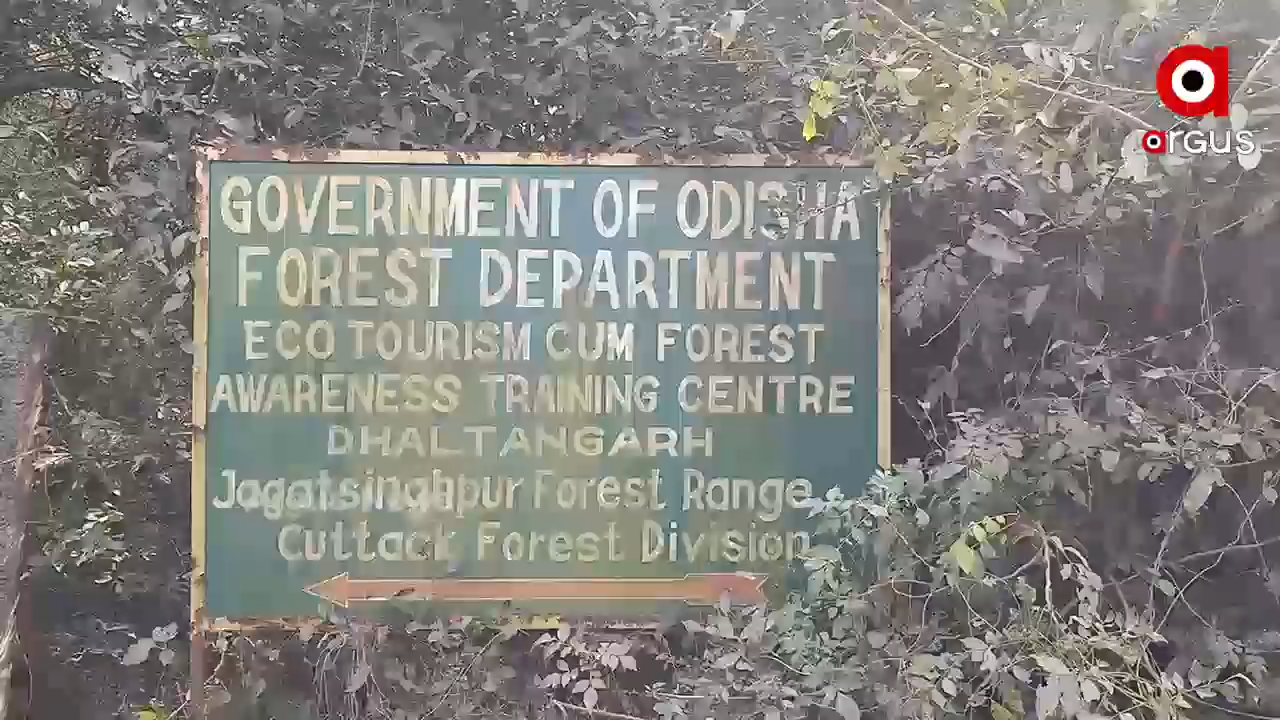 argus
GOVERNMENT OF ODISHA
FOREST DEPARTMENT
ECO TOURISM CUM FOREST
AWARENESS TRAINING CENTRE
DHALTANGARH
Jagatsinghpur Forest Range
Cuttack Forest Division